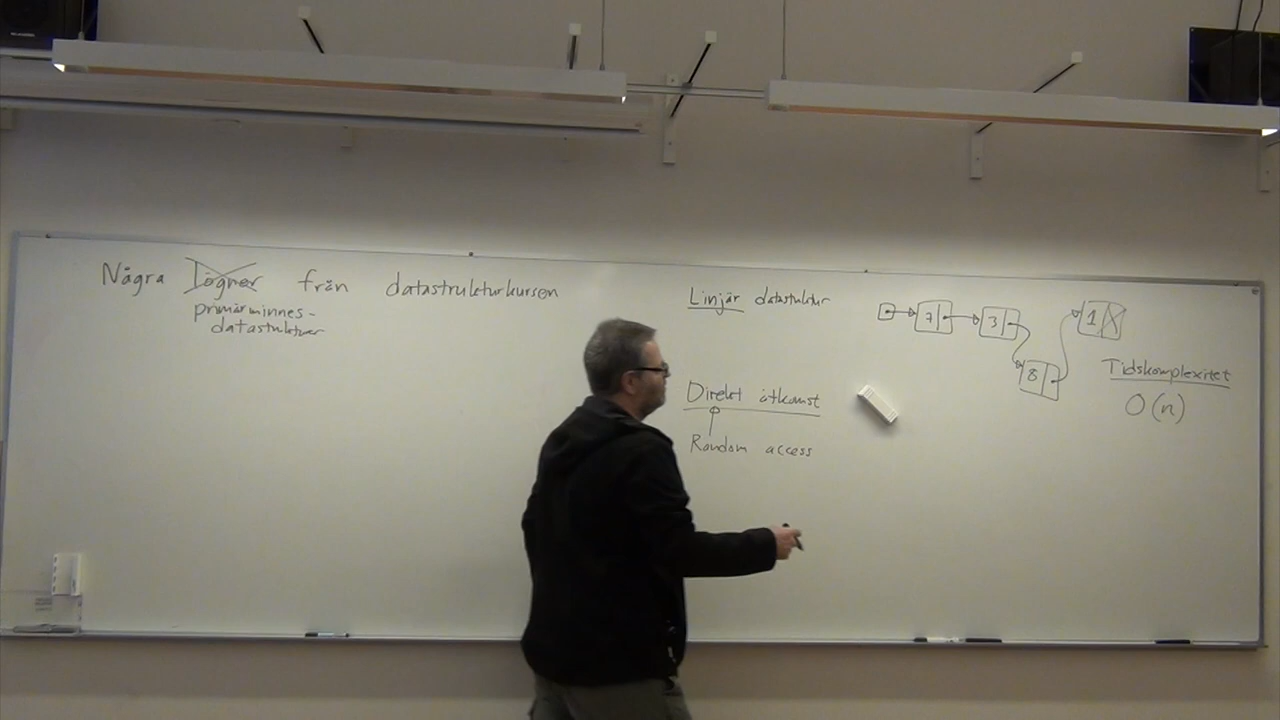 Några Lögner från datastrukturkursen
primärminnes-
datastrukturer
Linjär datastruktur
7 3 8 1
Direkt åtkomst
Random access
Tidskomplexitet
O(n)